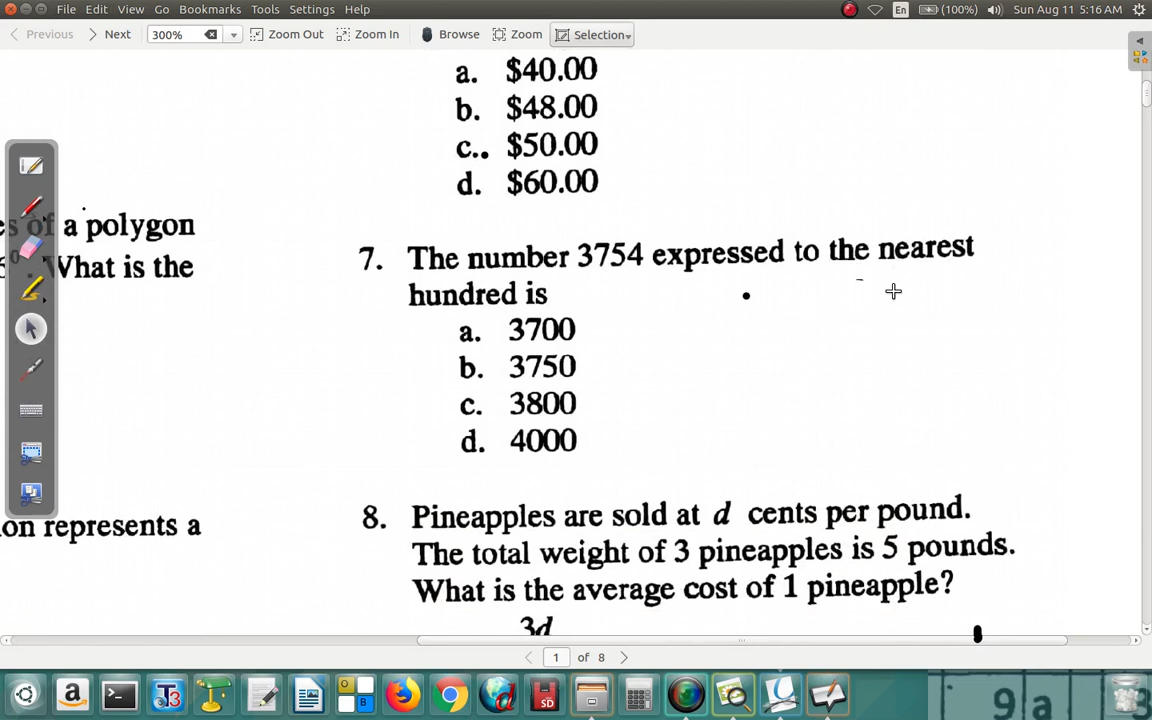 File Edit View Go Bookmarks Tools Settings Help En (100%) Sun Aug 11 5:16 AM
Previous Next 300% Zoom Out Zoom In Browse Zoom Selection
a. $40.00
b. $48.00
c.. $50.00
d. $60.00
es of a polygon
What is the
on represents a
7. The number 3754 expressed to the nearest
hundred is
a. 3700
b. 3750
c. 3800
d. 4000
8. Pineapples are sold at d cents per pound.
The total weight of 3 pineapples is 5 pounds.
What is the average cost of 1 pineapple?
3d
1 of 8
SD
9 a